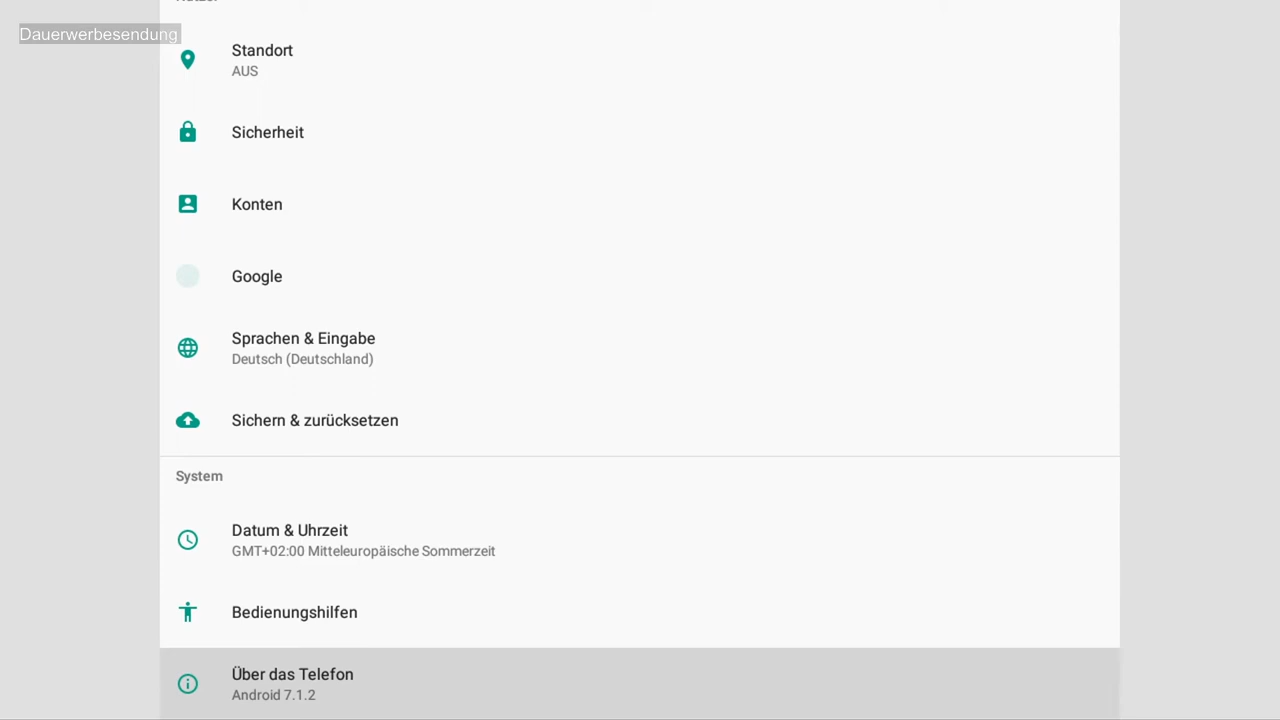 Dauerwerbesendung
Standort
AUS
Sicherheit
Konten
Google
Sprachen & Eingabe
Deutsch (Deutschland)
Sichern & zurücksetzen
System
Datum & Uhrzeit
GMT+02:00 Mitteleuropäische Sommerzeit
Bedienungshilfen
Über das Telefon
Android 7.1.2